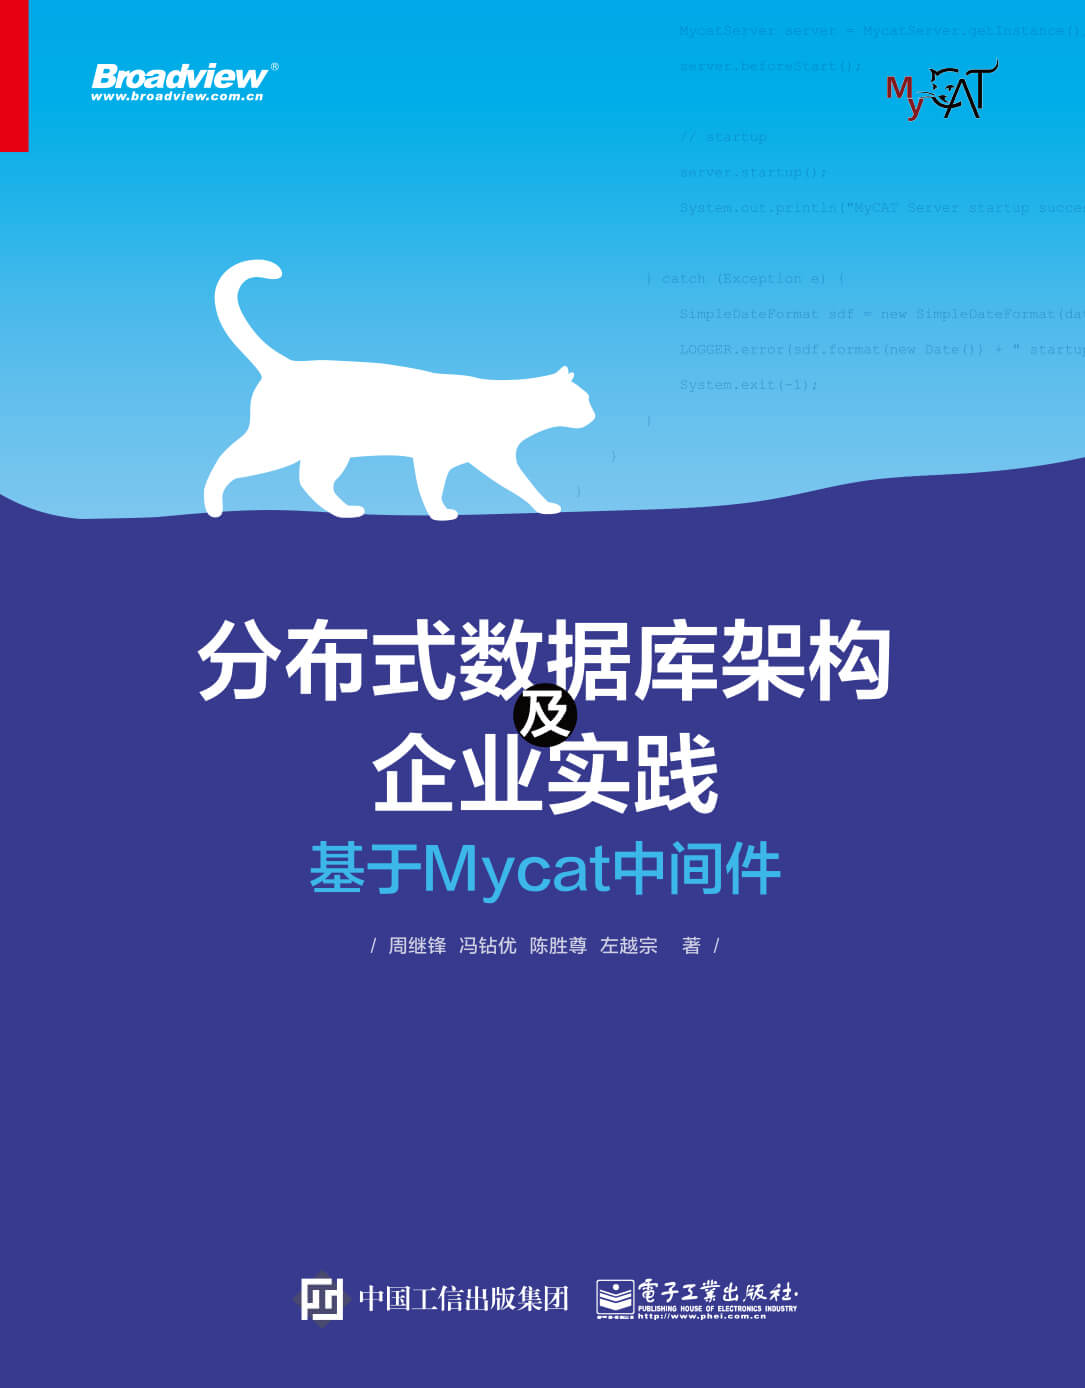 MycatServer server = MycatServer.getInstance()
Broadview®
www.broadview.com.cn
server.beforeStart();
My CAT
// startup
server.startup();
System.out.println("MyCAT Server startup succe
} catch (Exception e) {
SimpleDateFormat sdf = new SimpleDateFormat(da
LOGGER.error(sdf.format(new Date()) + " startup
System.exit(-1);
}
}
}
分布式数据库架构
及
企业实践
基于Mycat中间件
/ 周继锋 冯钻优 陈胜尊 左越宗 著 /
中国工信出版集团
電子工業出版社
PUBLISHING HOUSE OF ELECTRONICS INDUSTRY
http://www.phei.com.cn